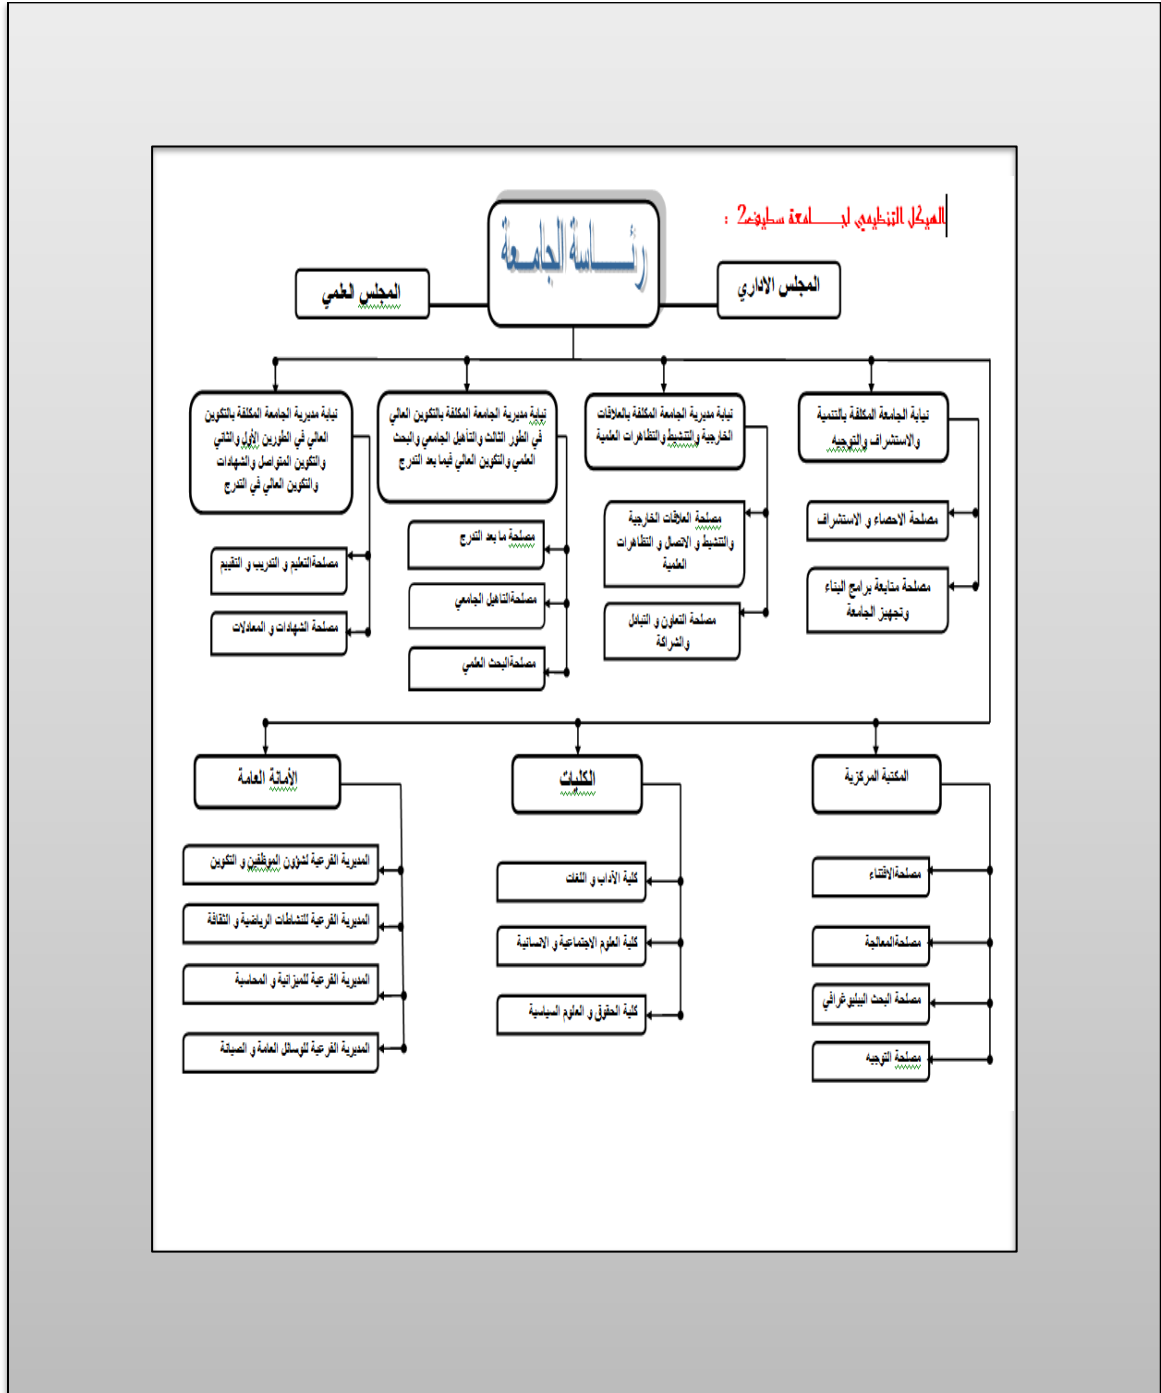 الهيكل التنظيمي لجـــامعة سطيف2 :
رئـــاسة الجامـعة
المجلس الاداري
المجلس العلمي
نيابة الجامعة المكلفة بالتنمية
والاستشراف والتوجيه
مصلحة الاحصاء و الاستشراف
مصلحة متابعة برامج البناء
وتجهيز الجامعة
نيابة مديرية الجامعة المكلفة بالعلاقات
الخارجية والتنشيط والتظاهرات العلمية
مصلحة العلاقات الخارجية
والتنشيط و الاتصال و التظاهرات
العلمية
مصلحة التعاون و التبادل
والشراكة
نيابة مديرية الجامعة المكلفة بالتكوين العالي
في الطور الثالث والتأهيل الجامعي والبحث
العلمي والتكوين العالي فيما بعد التدرج
مصلحة ما بعد التدرج
مصلحةالتاهيل الجامعي
مصلحةالبحث العلمي
نيابة مديرية الجامعة المكلفة بالتكوين
العالي في الطورين الأول والثاني
والتكوين المتواصل والشهادات
والتكوين العالي في التدرج
مصلحةالتعليم و التدريب و التقييم
مصلحة الشهادات و المعادلات
المكتبة المركزية
مصلحةالاقتناء
مصلحةالمعالجة
مصلحة البحث البيليوغرافي
مصلحة التوجيه
الكليات
كلية الأداب و اللغات
كلية العلوم الاجتماعية و الانسانية
كلية الحقوق و العلوم السياسية
الأمانة العامة
المديرية الفرعية لشؤون الموظفين و التكوين
المديرية الفرعية للنشاطات الرياضية و الثقافة
المديرية الفرعية للميزانية و المحاسبة
المديرية الفرعية للوسائل العامة و الصيانة